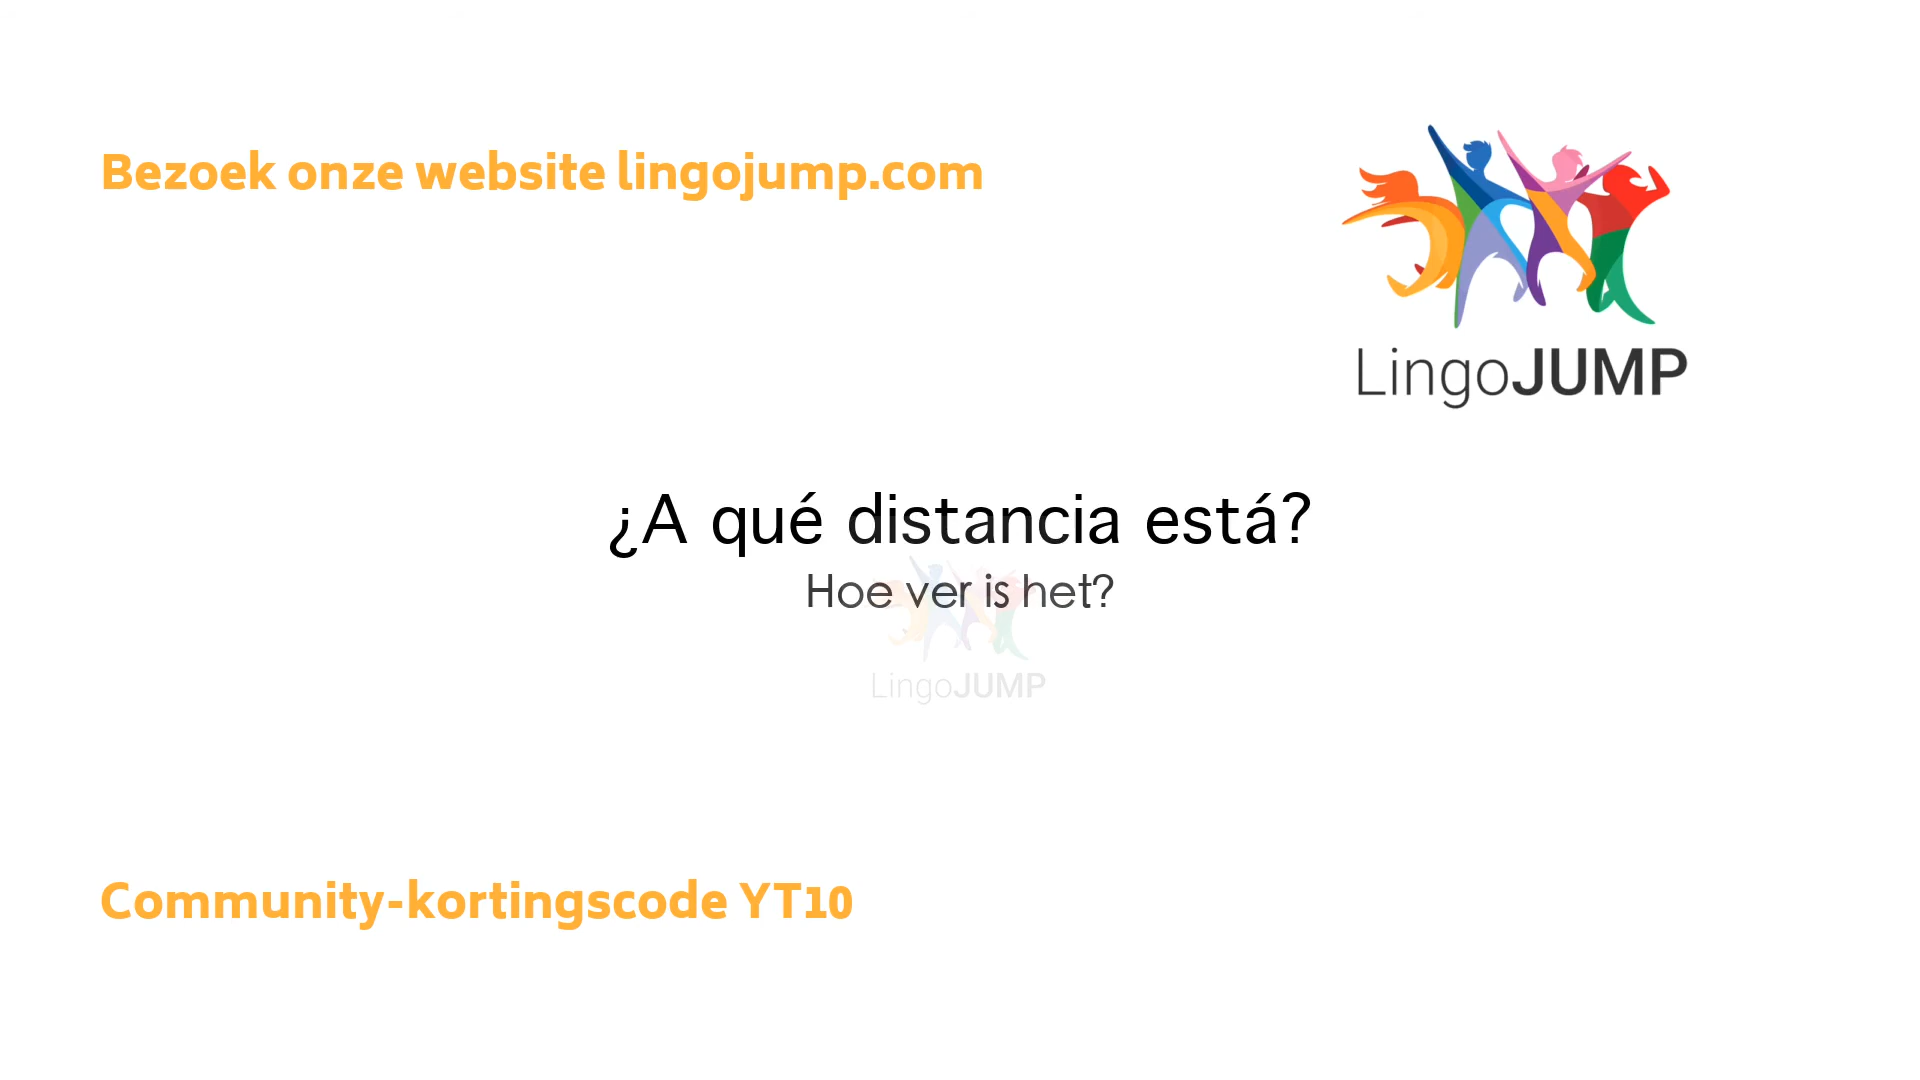 Bezoek onze website lingojump.com
LingoJUMP
¿A qué distancia está?
Hoe ver is het?
LingoJUMP
Community-kortingscode YT10